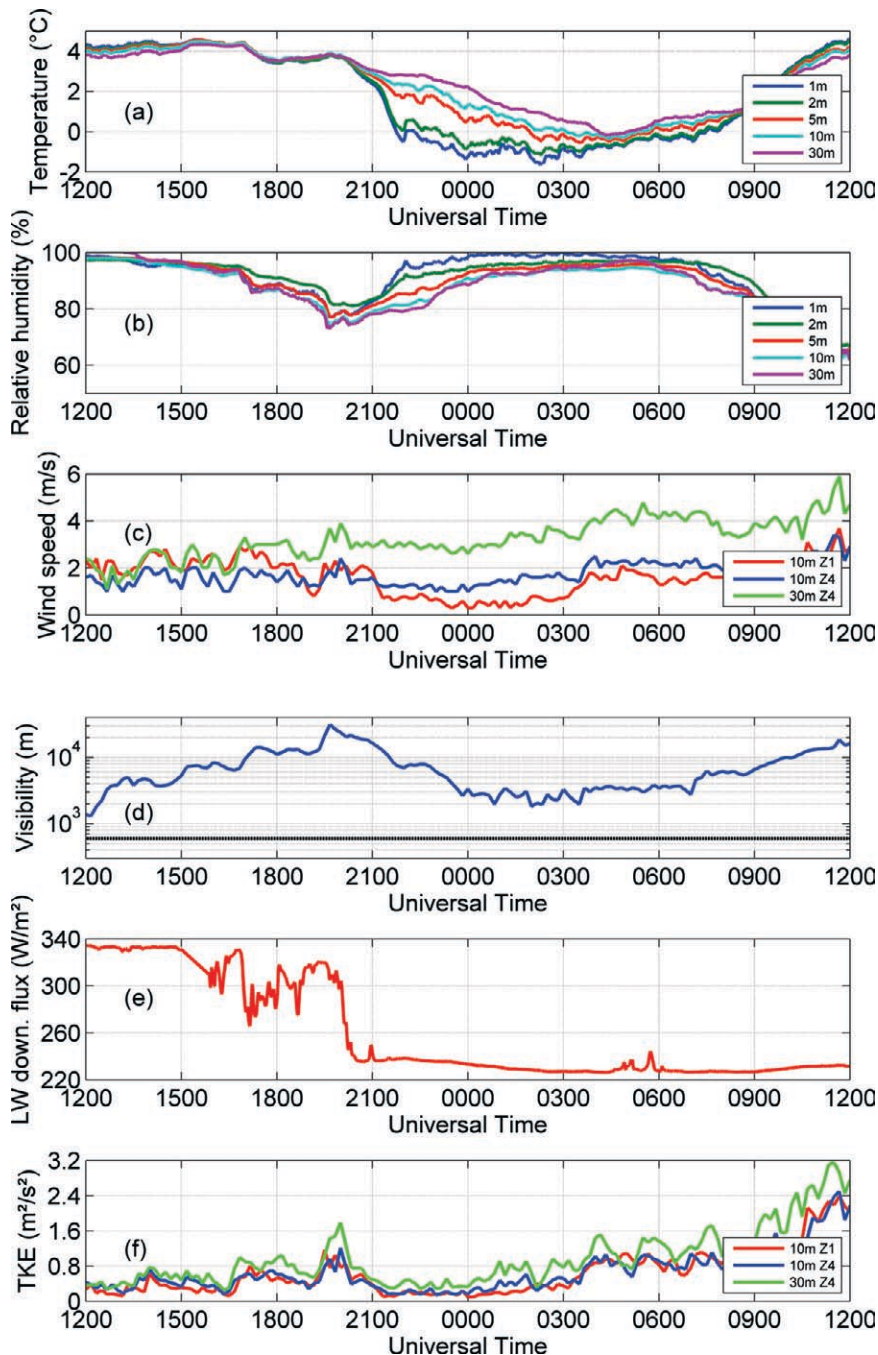 Temperature (°C)
4
2
0
-2
(a)
1m
2m
5m
10m
30m
1200 1500 1800 2100 0000 0300 0600 0900 1200
Universal Time
Relative humidity (%)
100
80
60
(b)
1m
2m
5m
10m
30m
1200 1500 1800 2100 0000 0300 0600 0900 1200
Universal Time
Wind speed (m/s)
6
4
2
0
(c)
10m Z1
10m Z4
30m Z4
1200 1500 1800 2100 0000 0300 0600 0900 1200
Universal Time
Visibility (m)
10⁴
10³
(d)
1200 1500 1800 2100 0000 0300 0600 0900 1200
Universal Time
LW down. flux (W/m²)
340
300
260
220
(e)
1200 1500 1800 2100 0000 0300 0600 0900 1200
Universal Time
TKE (m²/s²)
3.2
2.4
1.6
0.8
0
(f)
10m Z1
10m Z4
30m Z4
1200 1500 1800 2100 0000 0300 0600 0900 1200
Universal Time